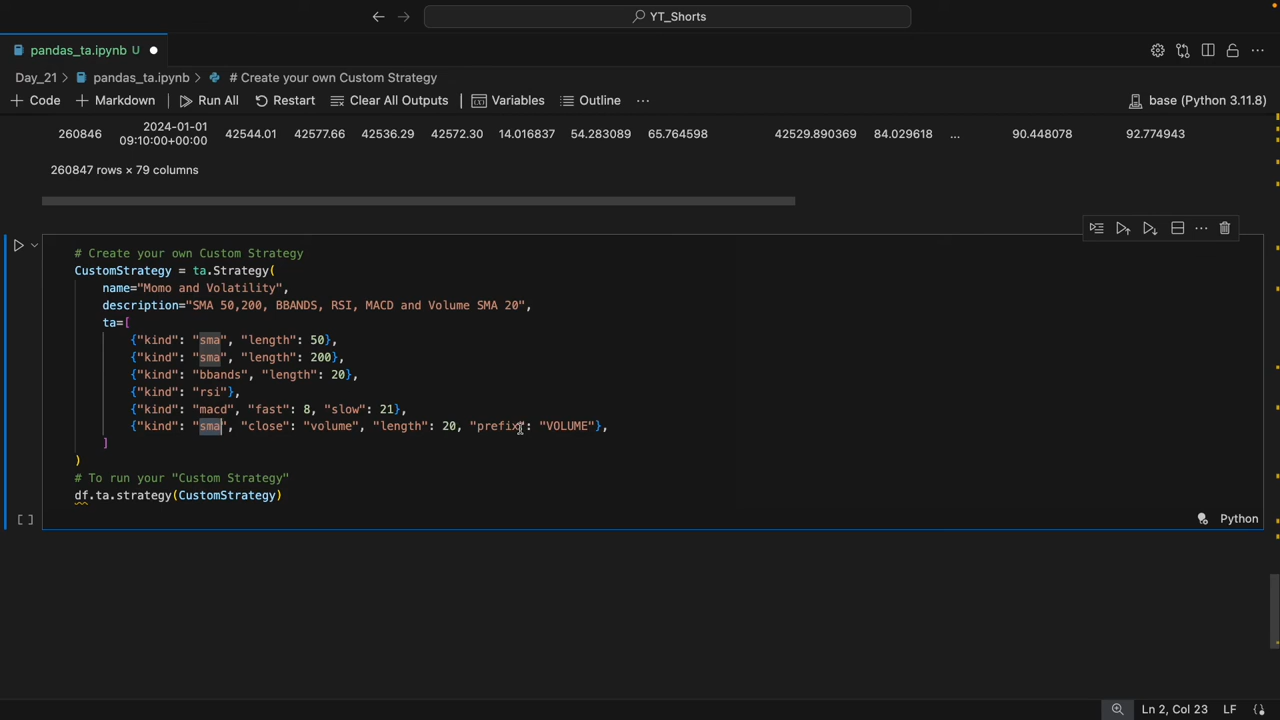 YT_Shorts
pandas_ta.ipynb U
Day_21 > pandas_ta.ipynb > # Create your own Custom Strategy
+ Code + Markdown Run All Restart Clear All Outputs Variables Outline ... base (Python 3.11.8)
260846 2024-01-01 09:10:00+00:00 42544.01 42577.66 42536.29 42572.30 14.016837 54.283089 65.764598 42529.890369 84.029618 ... 90.448078 92.774943
260847 rows × 79 columns
# Create your own Custom Strategy
CustomStrategy = ta.Strategy(
name="Momo and Volatility",
description="SMA 50,200, BBANDS, RSI, MACD and Volume SMA 20",
ta=[
{"kind": "sma", "length": 50},
{"kind": "sma", "length": 200},
{"kind": "bbands", "length": 20},
{"kind": "rsi"},
{"kind": "macd", "fast": 8, "slow": 21},
{"kind": "sma", "close": "volume", "length": 20, "prefix": "VOLUME"},
]
)
# To run your "Custom Strategy"
df.ta.strategy(CustomStrategy)
[ ] Python
Ln 2, Col 23 LF